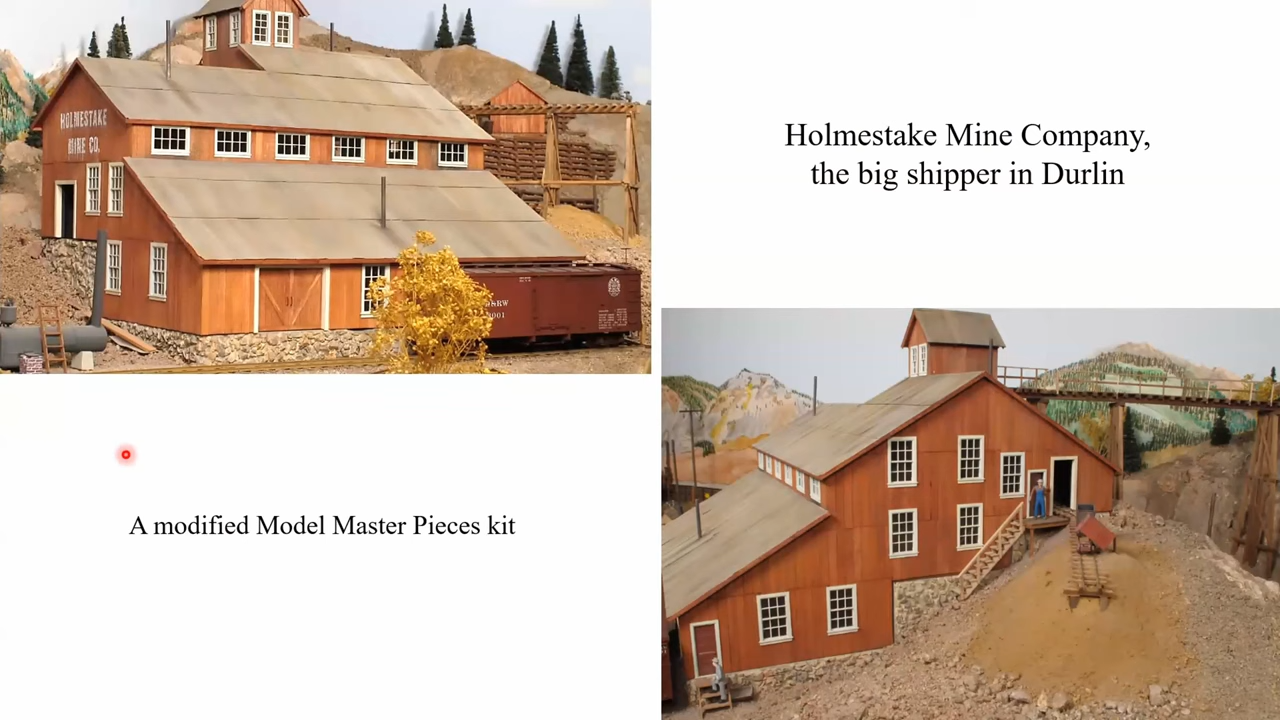 HOLMESTAKE
MINE CO.
Holmestake Mine Company,
the big shipper in Durlin
A modified Model Master Pieces kit